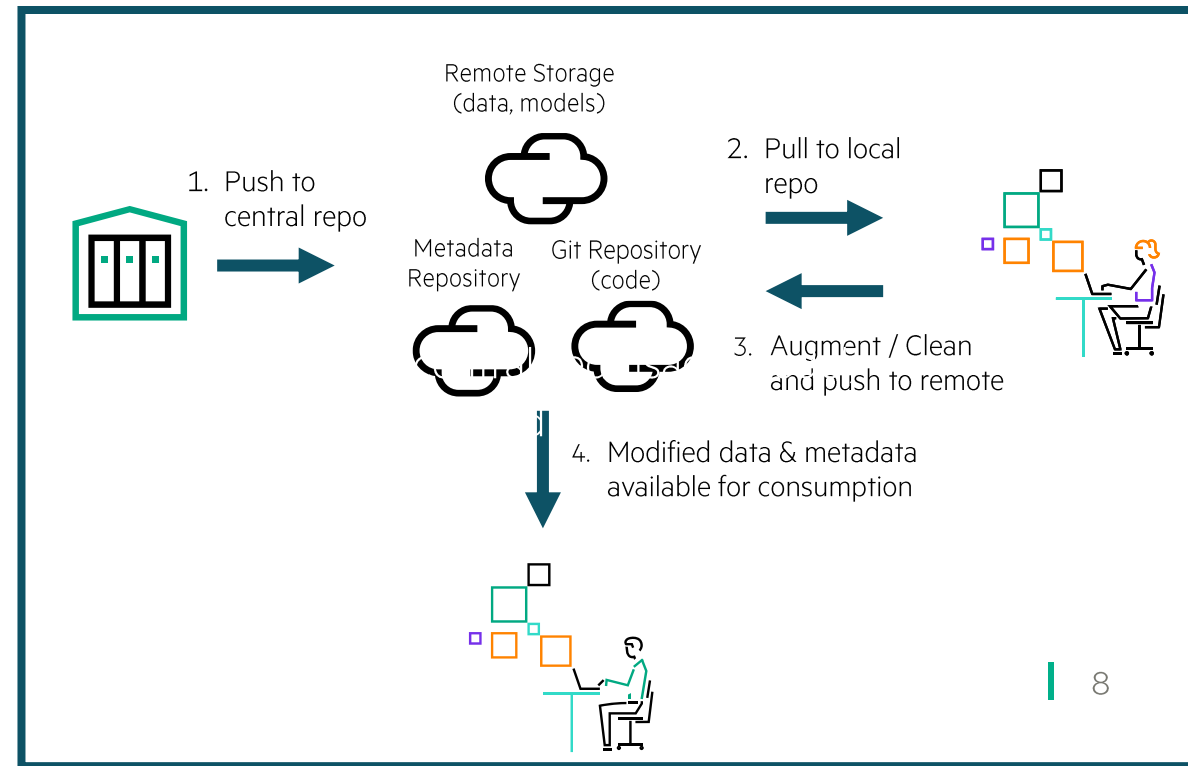 Remote Storage
(data, models)
1. Push to
central repo
2. Pull to local
repo
Metadata
Repository
Git Repository
(code)
3. Augment / Clean
and push to remote
4. Modified data & metadata
available for consumption
8